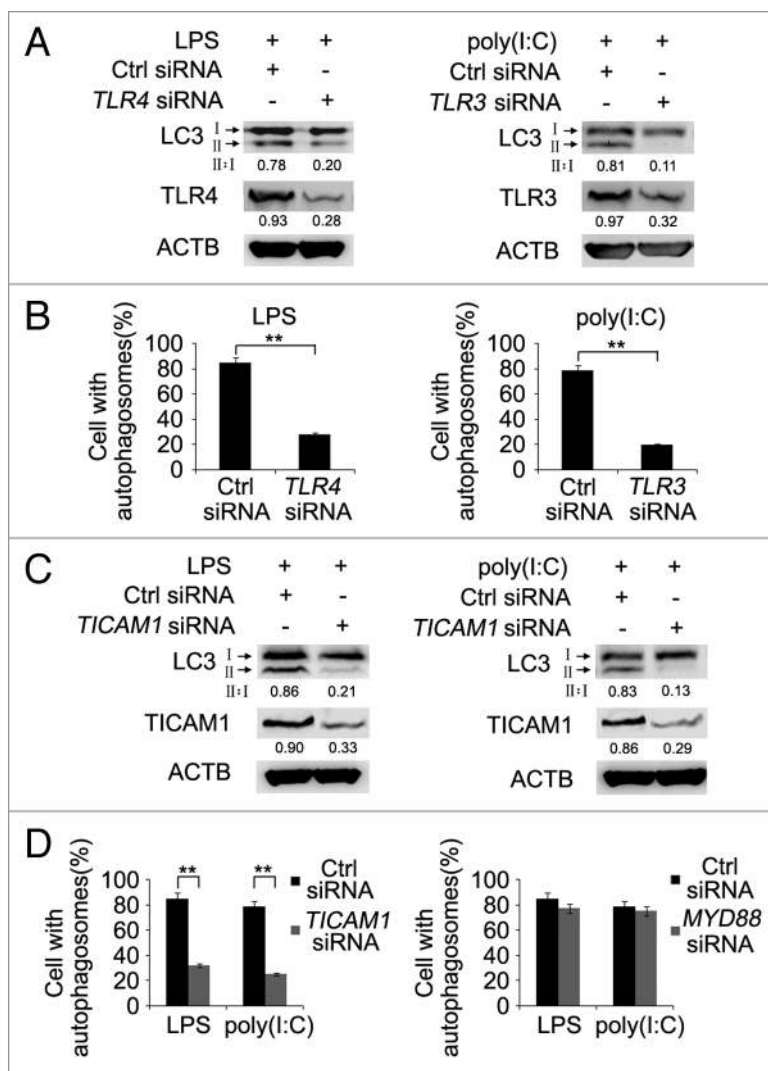 A
LPS + +
Ctrl siRNA + -
TLR4 siRNA - +
LC3 I II
II:I 0.78 0.20
TLR4
0.93 0.28
ACTB
poly(I:C) + +
Ctrl siRNA + -
TLR3 siRNA - +
LC3 I II
II:I 0.81 0.11
TLR3
0.97 0.32
ACTB
B
LPS
Cell with
autophagosomes(%)
100
80
60
40
20
0
**
Ctrl
siRNA
TLR4
siRNA
poly(I:C)
Cell with
autophagosomes(%)
100
80
60
40
20
0
**
Ctrl
siRNA
TLR3
siRNA
C
LPS + +
Ctrl siRNA + -
TICAM1 siRNA - +
LC3 I II
II:I 0.86 0.21
TICAM1
0.90 0.33
ACTB
poly(I:C) + +
Ctrl siRNA + -
TICAM1 siRNA - +
LC3 I II
II:I 0.83 0.13
TICAM1
0.86 0.29
ACTB
D
Cell with
autophagosomes(%)
100
80
60
40
20
0
** **
LPS poly(I:C)
Ctrl
siRNA
TICAM1
siRNA
Cell with
autophagosomes(%)
100
80
60
40
20
0
LPS poly(I:C)
Ctrl
siRNA
MYD88
siRNA